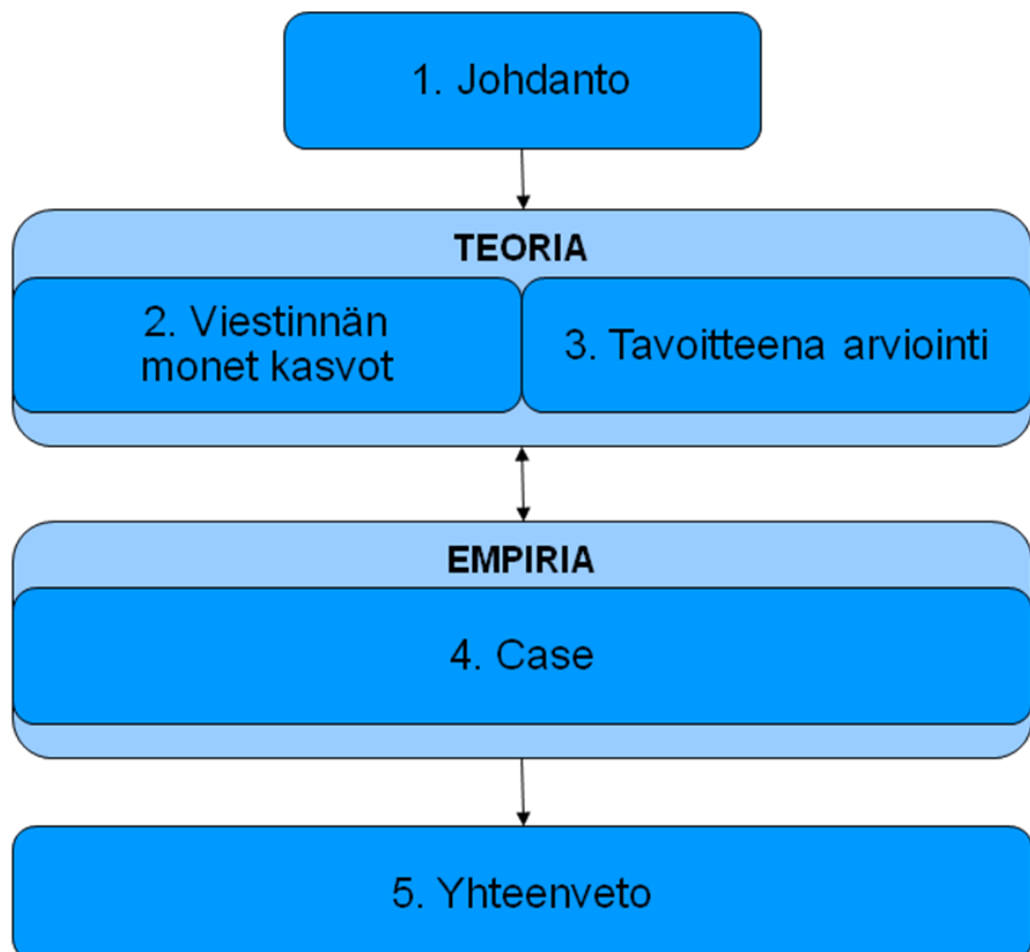 1. Johdanto
TEORIA
2. Viestinnän
monet kasvot
3. Tavoitteena arviointi
EMPIRIA
4. Case
5. Yhteenveto